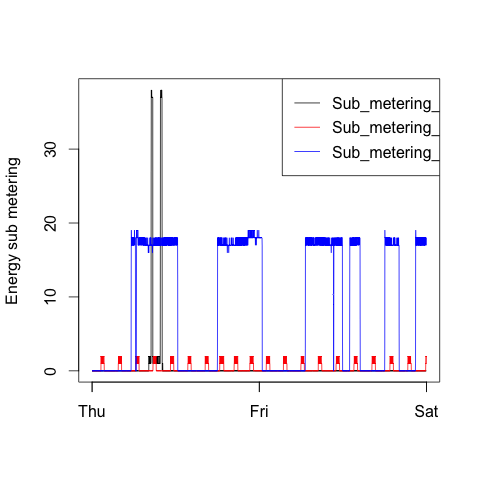 Sub_metering_
Sub_metering_
Sub_metering_
Energy sub metering
30
20
10
0
Thu Fri Sat